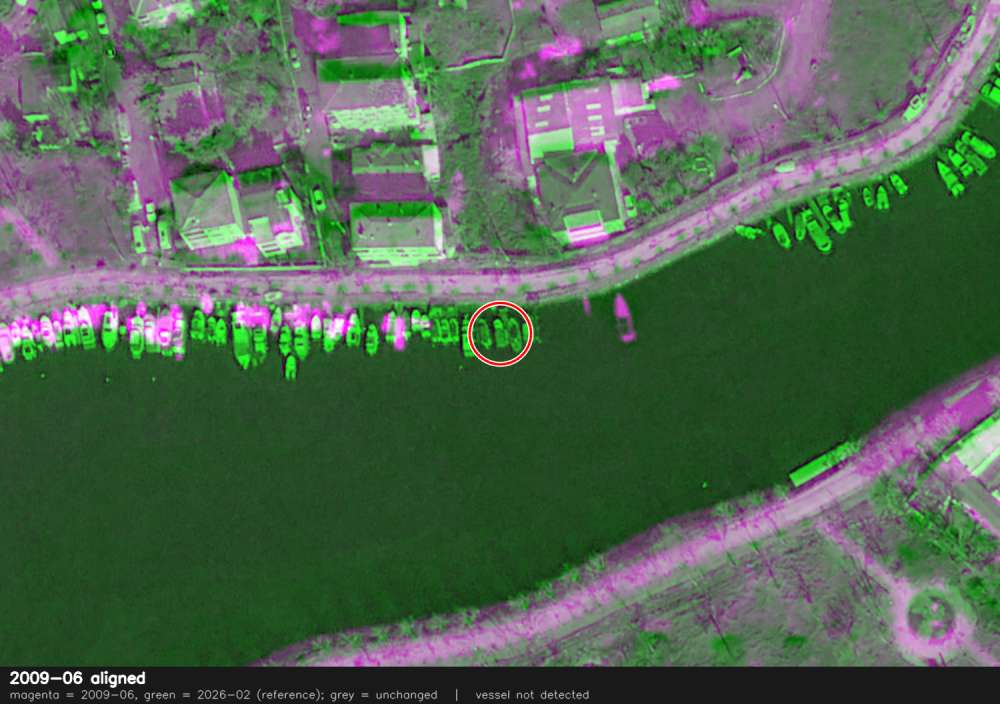 2009-06 aligned
magenta = 2009-06, green = 2026-02 (reference); grey = unchanged | vessel not detected